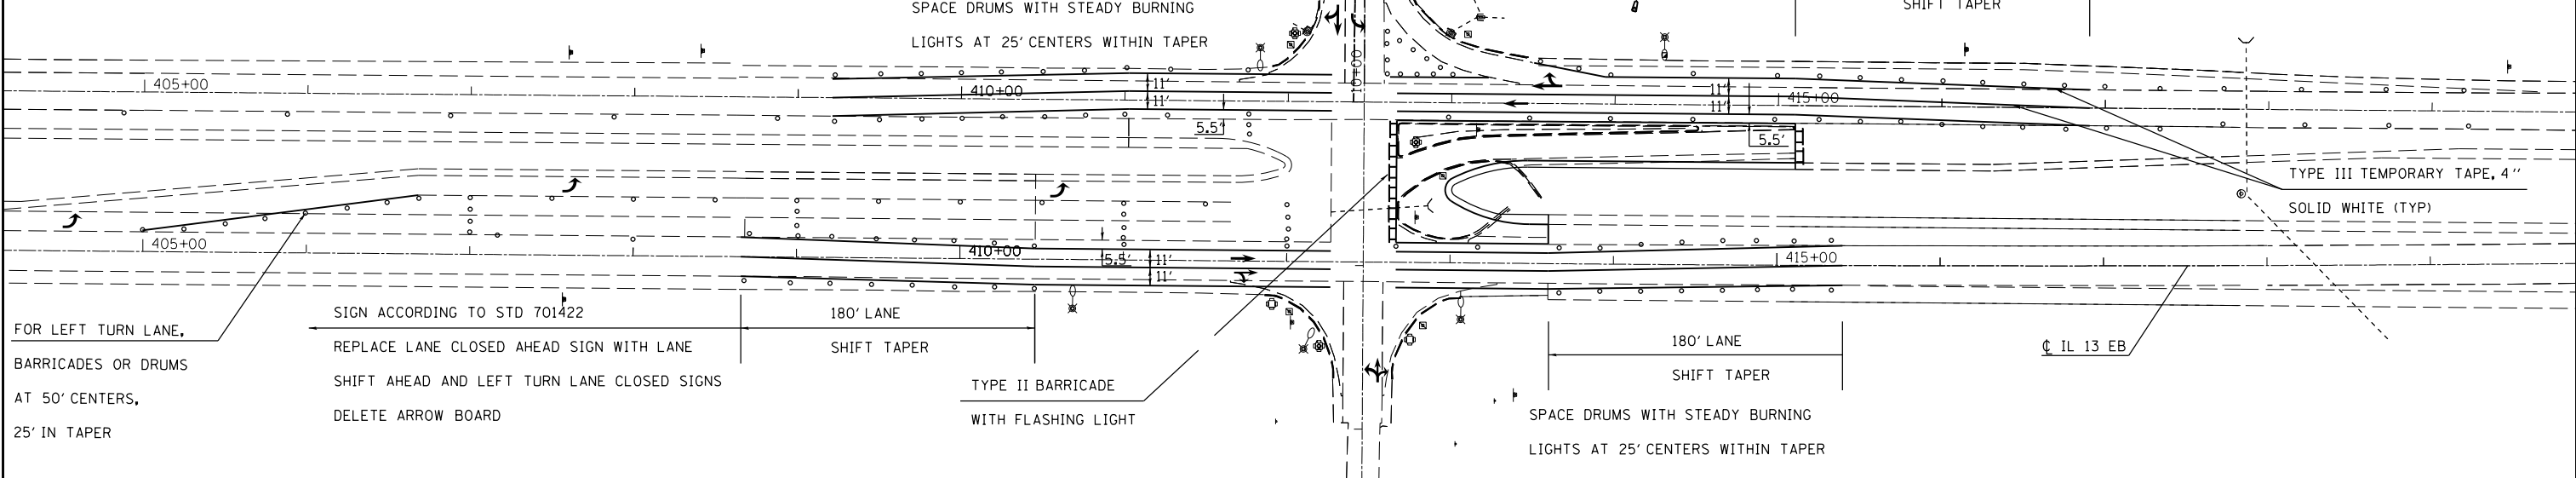 SPACE DRUMS WITH STEADY BURNING
LIGHTS AT 25' CENTERS WITHIN TAPER
SHIFT TAPER
10+00
405+00
410+00
11'
11'
5.5'
11'
11'
415+00
5.5'
TYPE III TEMPORARY TAPE, 4"
SOLID WHITE (TYP)
405+00
410+00
5.5'
11'
11'
415+00
℄ IL 13 EB
FOR LEFT TURN LANE,
BARRICADES OR DRUMS
AT 50' CENTERS,
25' IN TAPER
SIGN ACCORDING TO STD 701422
REPLACE LANE CLOSED AHEAD SIGN WITH LANE
SHIFT AHEAD AND LEFT TURN LANE CLOSED SIGNS
DELETE ARROW BOARD
180' LANE
SHIFT TAPER
TYPE II BARRICADE
WITH FLASHING LIGHT
180' LANE
SHIFT TAPER
SPACE DRUMS WITH STEADY BURNING
LIGHTS AT 25' CENTERS WITHIN TAPER